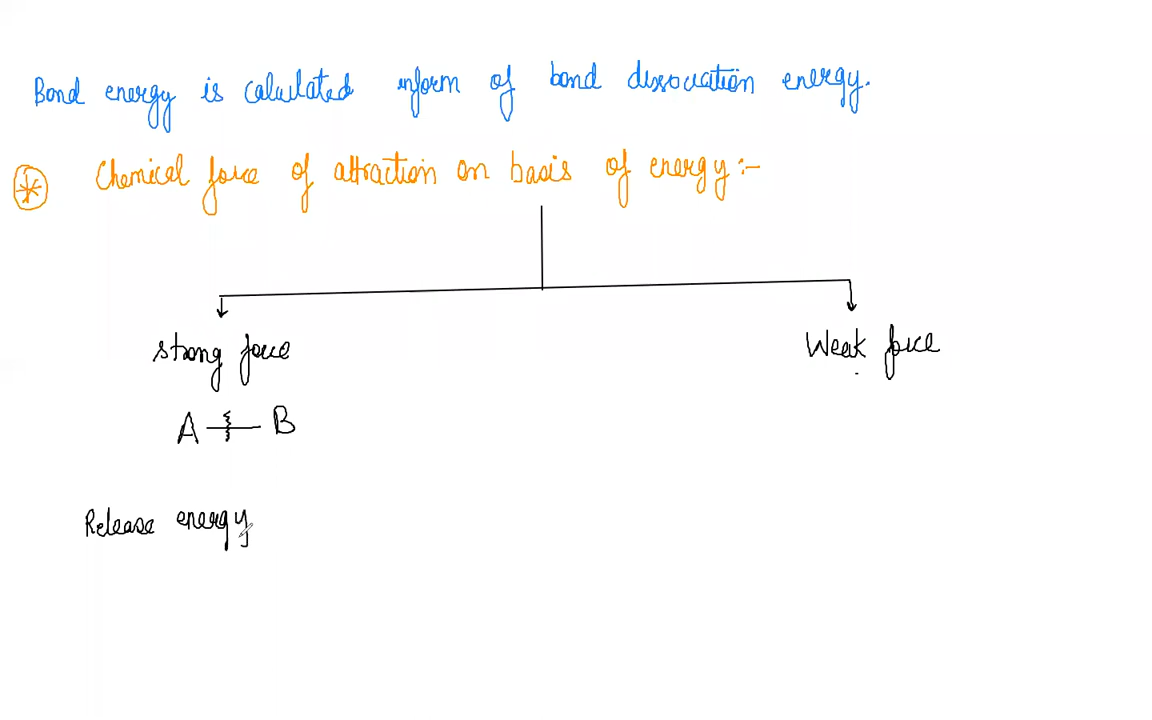 Bond energy is calculated inform of bond dissociation energy.
* Chemical force of attraction on basis of energy :-
strong force
Weak force
A B
Release energy